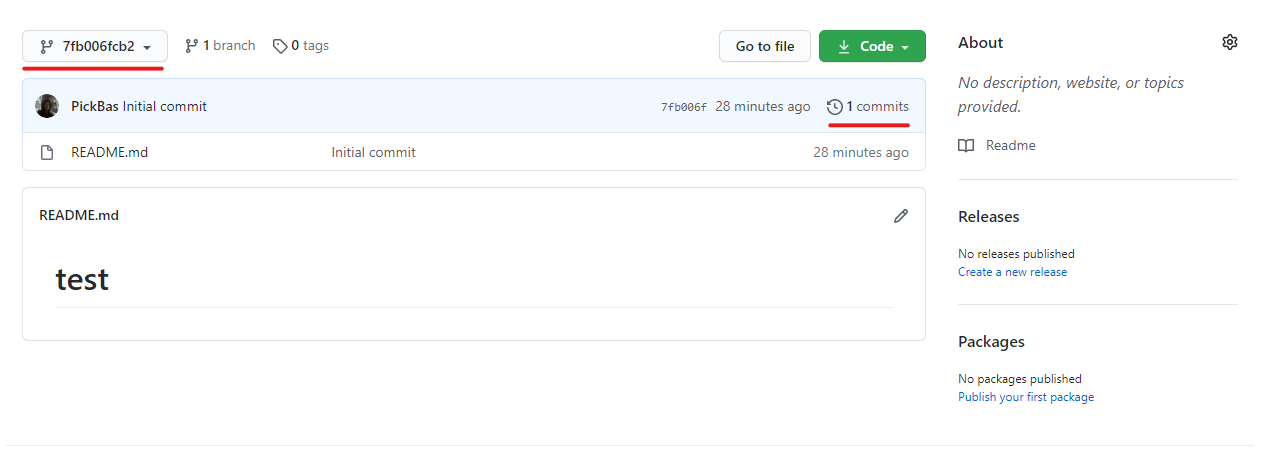 7fb006fcb2
1 branch
0 tags
Go to file
Code
PickBas Initial commit
7fb006f 28 minutes ago
1 commits
README.md
Initial commit
28 minutes ago
README.md
test
About
No description, website, or topics
provided.
Readme
Releases
No releases published
Create a new release
Packages
No packages published
Publish your first package